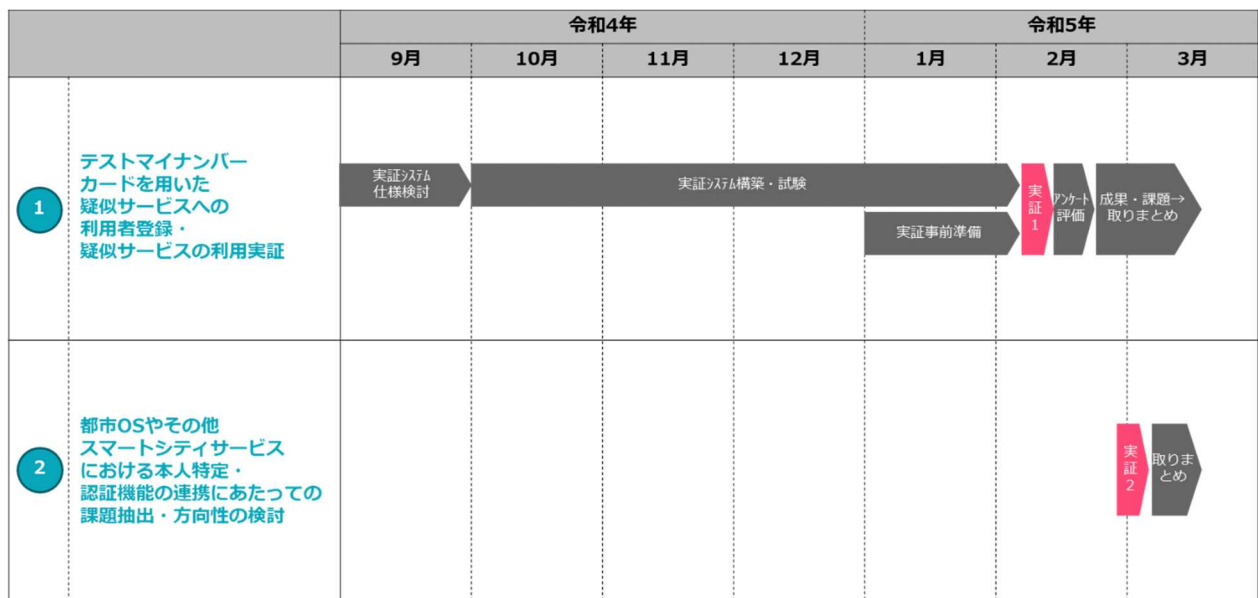 令和4年
令和5年
9月
10月
11月
12月
1月
2月
3月
1
テストマイナンバー
カードを用いた
疑似サービスへの
利用者登録・
疑似サービスの利用実証
実証ｼｽﾃﾑ
仕様検討
実証ｼｽﾃﾑ構築・試験
実証事前準備
実証1
ｱﾝｹｰﾄ
評価
成果・課題→
取りまとめ
2
都市OSやその他
スマートシティサービス
における本人特定・
認証機能の連携にあたっての
課題抽出・方向性の検討
実証2
取りま
とめ